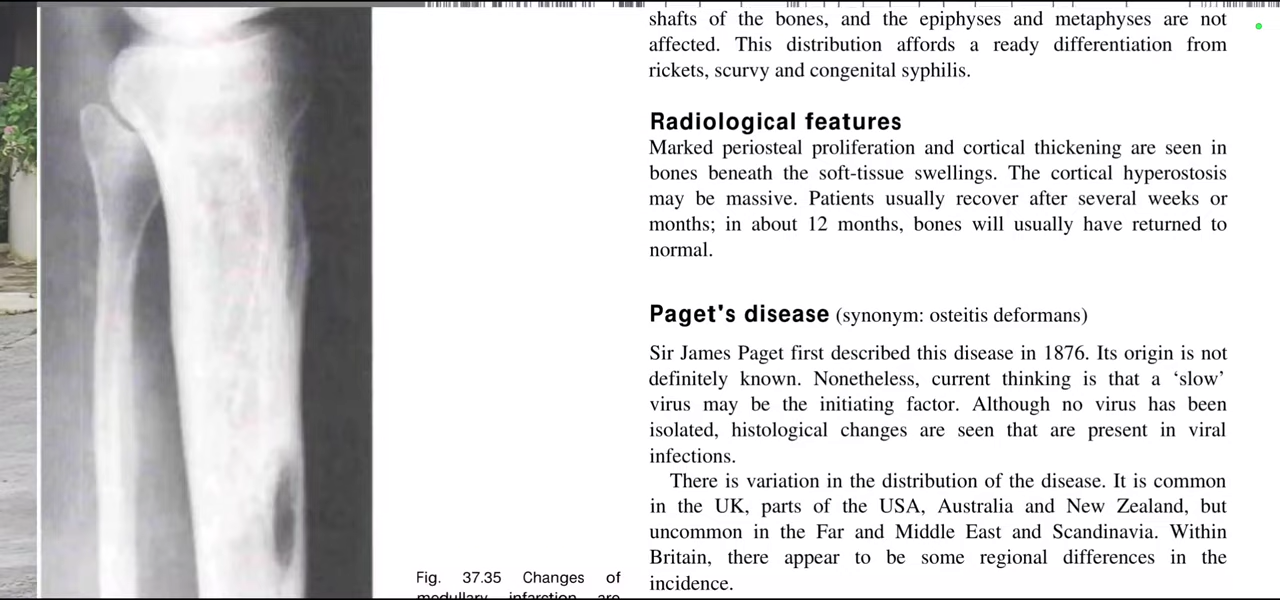 shafts of the bones, and the epiphyses and metaphyses are not
affected. This distribution affords a ready differentiation from
rickets, scurvy and congenital syphilis.
Radiological features
Marked periosteal proliferation and cortical thickening are seen in
bones beneath the soft-tissue swellings. The cortical hyperostosis
may be massive. Patients usually recover after several weeks or
months; in about 12 months, bones will usually have returned to
normal.
Paget's disease (synonym: osteitis deformans)
Sir James Paget first described this disease in 1876. Its origin is not
definitely known. Nonetheless, current thinking is that a ‘slow’
virus may be the initiating factor. Although no virus has been
isolated, histological changes are seen that are present in viral
infections.
There is variation in the distribution of the disease. It is common
in the UK, parts of the USA, Australia and New Zealand, but
uncommon in the Far and Middle East and Scandinavia. Within
Britain, there appear to be some regional differences in the
incidence.
Fig. 37.35 Changes of
medullary infarction are